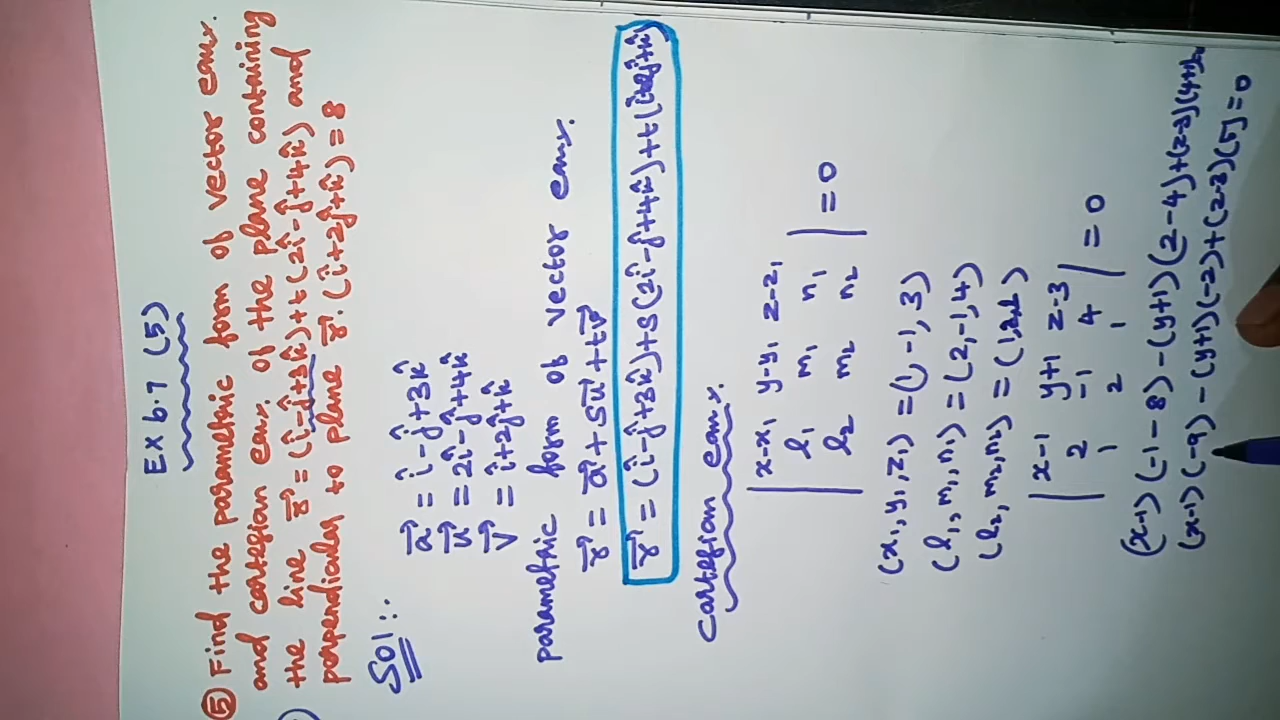 Ex 6.7 (5)
⑤ Find the parametric form of vector eqn.
and cartesian eqn. of the plane containing
the line r⃗ = (î-ĵ+3k̂)+t(2î-ĵ+4k̂) and
perpendicular to plane r⃗.(î+2ĵ+k̂)=8
Sol:-
a⃗ = î-ĵ+3k̂
u⃗ = 2î-ĵ+4k̂
v⃗ = î+2ĵ+k̂
parametric form of vector eqn.
r⃗ = a⃗+su⃗+tv⃗
r⃗ = (î-ĵ+3k̂)+s(2î-ĵ+4k̂)+t(î+2ĵ+k̂)
cartesian eqn.
| x-x₁ y-y₁ z-z₁
l₁ m₁ n₁
l₂ m₂ n₂ | =0
(x₁,y₁,z₁) =(1,-1,3)
(l₁,m₁,n₁) =(2,-1,4)
(l₂,m₂,n₂) =(1,2,1)
| x-1 y+1 z-3
2 -1 4
1 2 1 | =0
(x-1)(-1-8)-(y+1)(2-4)+(z-3)(4+1)=
(x-1)(-9)-(y+1)(-2)+(z-3)(5)=0